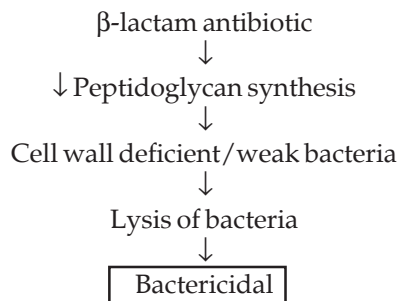 β-lactam antibiotic
↓
↓ Peptidoglycan synthesis
↓
Cell wall deficient/weak bacteria
↓
Lysis of bacteria
↓
Bactericidal